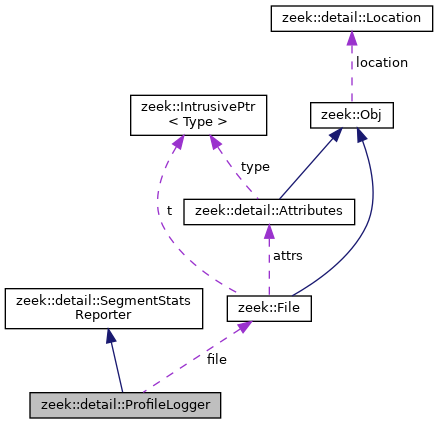 zeek::detail::Location
location
zeek::IntrusivePtr
< Type >
zeek::Obj
type
t
zeek::detail::Attributes
attrs
zeek::detail::SegmentStats
Reporter
zeek::File
file
zeek::detail::ProfileLogger